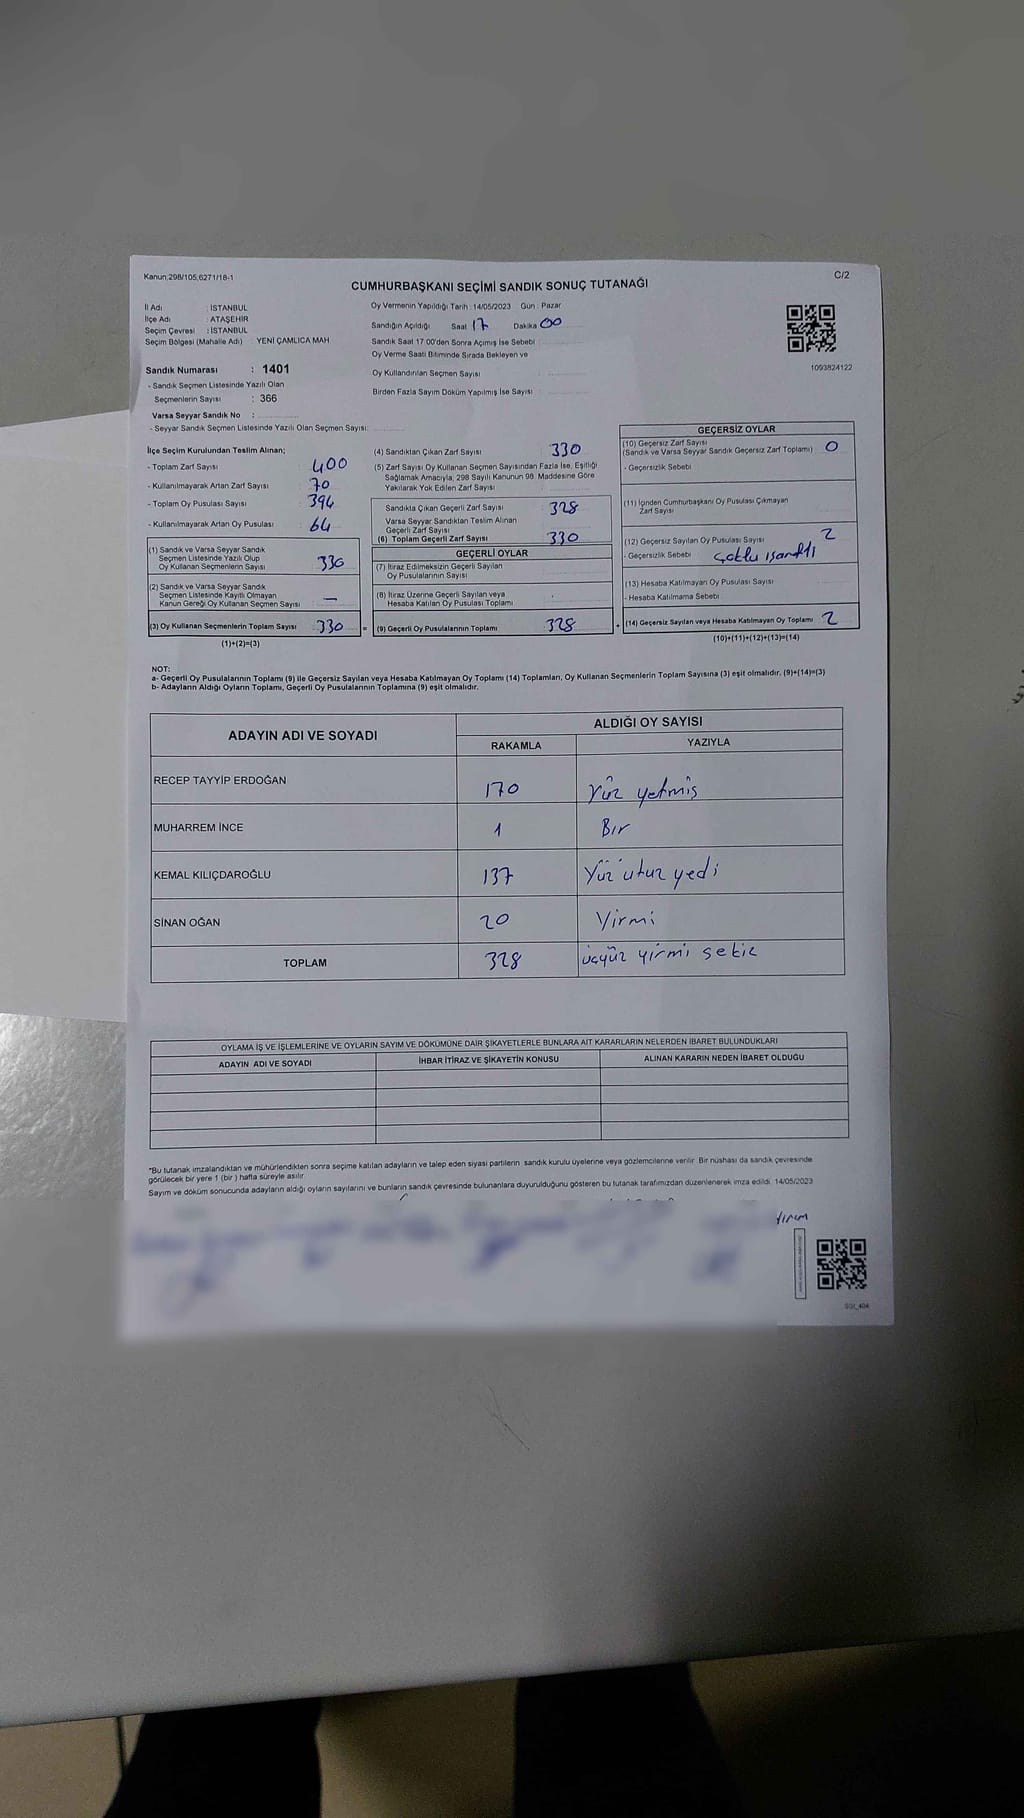 Kanun:298/105,6271/18-1
C/2
CUMHURBAŞKANI SEÇİMİ SANDIK SONUÇ TUTANAĞI
İl Adı : İSTANBUL
İlçe Adı : ATAŞEHİR
Seçim Çevresi : İSTANBUL
Seçim Bölgesi (Mahalle Adı) : YENİ ÇAMLICA MAH
Sandık Numarası : 1401
- Sandık Seçmen Listesinde Yazılı Olan
Seçmenlerin Sayısı : 366
Varsa Seyyar Sandık No :
- Seyyar Sandık Seçmen Listesinde Yazılı Olan Seçmen Sayısı:
Oy Vermenin Yapıldığı Tarih :14/05/2023 Gün : Pazar
Sandığın Açıldığı Saat 17 Dakika 00
Sandık Saat 17:00'den Sonra Açımış İse Sebebi :
Oy Verme Saati Bitiminde Sırada Bekleyen ve
Oy Kullandırılan Seçmen Sayısı :
Birden Fazla Sayım Döküm Yapılmış İse Sayısı :
1093824122
İlçe Seçim Kurulundan Teslim Alınan;
- Toplam Zarf Sayısı : 400
- Kullanılmayarak Artan Zarf Sayısı : 70
- Toplam Oy Pusulası Sayısı : 394
- Kullanılmayarak Artan Oy Pusulası : 64
(1) Sandık ve Varsa Seyyar Sandık
Seçmen Listesinde Yazılı Olup
Oy Kullanan Seçmenlerin Sayısı : 330
(2) Sandık ve Varsa Seyyar Sandık
Seçmen Listesinde Kayıtlı Olmayan
Kanun Gereği Oy Kullanan Seçmen Sayısı : —
(3) Oy Kullanan Seçmenlerin Toplam Sayısı : 330 =
(1)+(2)=(3)
(4) Sandıktan Çıkan Zarf Sayısı : 330
(5) Zarf Sayısı Oy Kullanan Seçmen Sayısından Fazla İse, Eşitliği
Sağlamak Amacıyla; 298 Sayılı Kanunun 98. Maddesine Göre
Yakılarak Yok Edilen Zarf Sayısı :
Sandıkta Çıkan Geçerli Zarf Sayısı : 328
Varsa Seyyar Sandıktan Teslim Alınan
Geçerli Zarf Sayısı :
(6) Toplam Geçerli Zarf Sayısı : 330
GEÇERLİ OYLAR
(7) İtiraz Edilmeksizin Geçerli Sayılan
Oy Pusulalarının Sayısı :
(8) İtiraz Üzerine Geçerli Sayılan veya
Hesaba Katılan Oy Pusulası Toplamı :
(9) Geçerli Oy Pusulalarının Toplamı : 328 +
GEÇERSİZ OYLAR
(10) Geçersiz Zarf Sayısı
(Sandık ve Varsa Seyyar Sandık Geçersiz Zarf Toplamı) : 0
- Geçersizlik Sebebi :
(11) İçinden Cumhurbaşkanı Oy Pusulası Çıkmayan
Zarf Sayısı :
(12) Geçersiz Sayılan Oy Pusulası Sayısı : 2
- Geçersizlik Sebebi :
(13) Hesaba Katılmayan Oy Pusulası Sayısı :
- Hesaba Katılmama Sebebi :
(14) Geçersiz Sayılan veya Hesaba Katılmayan Oy Toplamı : 2
(10)+(11)+(12)+(13)=(14)
NOT:
a- Geçerli Oy Pusulalarının Toplamı (9) ile Geçersiz Sayılan veya Hesaba Katılmayan Oy Toplamı (14) Toplamları, Oy Kullanan Seçmenlerin Toplam Sayısına (3) eşit olmalıdır. (9)+(14)=(3)
b- Adayların Aldığı Oyların Toplamı, Geçerli Oy Pusulalarının Toplamına (9) eşit olmalıdır.
ADAYIN ADI VE SOYADI ALDIĞI OY SAYISI
RAKAMLA YAZIYLA
RECEP TAYYİP ERDOĞAN 170 Yüz yetmiş
MUHARREM İNCE 1 Bir
KEMAL KILIÇDAROĞLU 137 Yüz utuz yedi
SİNAN OĞAN 20 Yirmi
TOPLAM 328 üçyüz yirmi sekiz
OYLAMA İŞ VE İŞLEMLERİNE VE OYLARIN SAYIM VE DÖKÜMÜNE DAİR ŞİKAYETLERLE BUNLARA AİT KARARLARIN NELERDEN İBARET BULUNDUKLARI
ADAYIN ADI VE SOYADI İHBAR İTİRAZ VE ŞİKAYETİN KONUSU ALINAN KARARIN NEDEN İBARET OLDUĞU
*Bu tutanak imzalandıktan ve mühürlendikten sonra seçime katılan adayların ve talep eden siyasi partilerin sandık kurulu üyelerine veya gözlemcilerine verilir. Bir nüshası da sandık çevresinde
görülecek bir yere 1 (bir) hafta süreyle asılır.
Sayım ve döküm sonucunda adayların aldığı oyların sayılarını ve bunların sandık çevresinde bulunanlara duyurulduğunu gösteren bu tutanak tarafımızdan düzenlenerek imza edildi. 14/05/2023